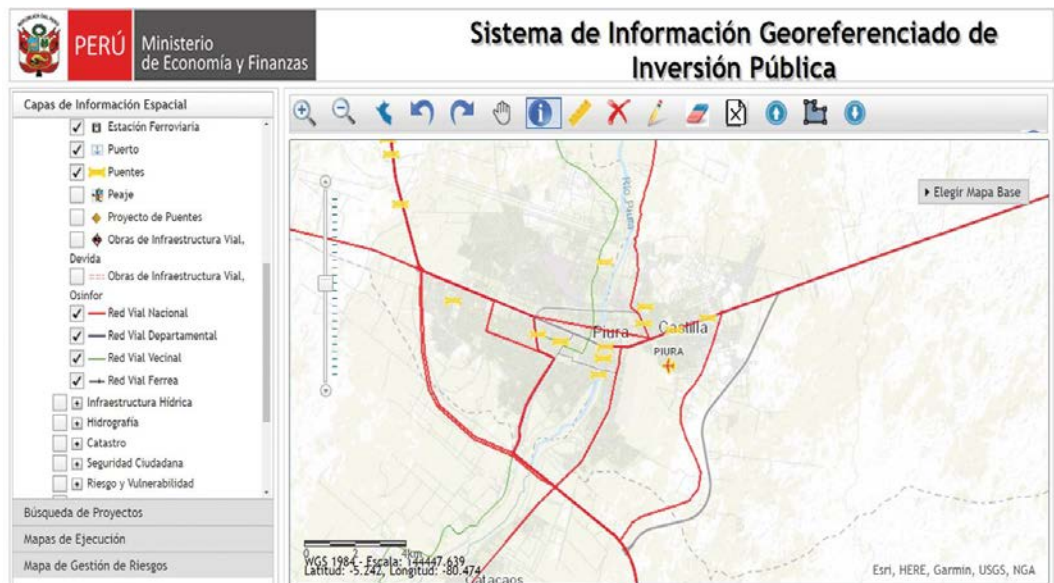 PERÚ
Ministerio
de Economía y Finanzas
Sistema de Información Georeferenciado de
Inversión Pública
Capas de Información Espacial
Estación Ferroviaria
Puerto
Puentes
Peaje
Proyecto de Puentes
Obras de Infraestructura Vial,
Devida
Obras de Infraestructura Vial,
Osinfor
Red Vial Nacional
Red Vial Departamental
Red Vial Vecinal
Red Vial Ferrea
Infraestructura Hídrica
Hidrografía
Catastro
Seguridad Ciudadana
Riesgo y Vulnerabilidad
Búsqueda de Proyectos
Mapas de Ejecución
Mapa de Gestión de Riesgos
Elegir Mapa Base
Río Piura
Piura
Castilla
PIURA
0 2 4km
WGS 1984 - Escala: 144447.639
Latitud: -5.242, Longitud: -80.474
Catacaos
Esri, HERE, Garmin, USGS, NGA